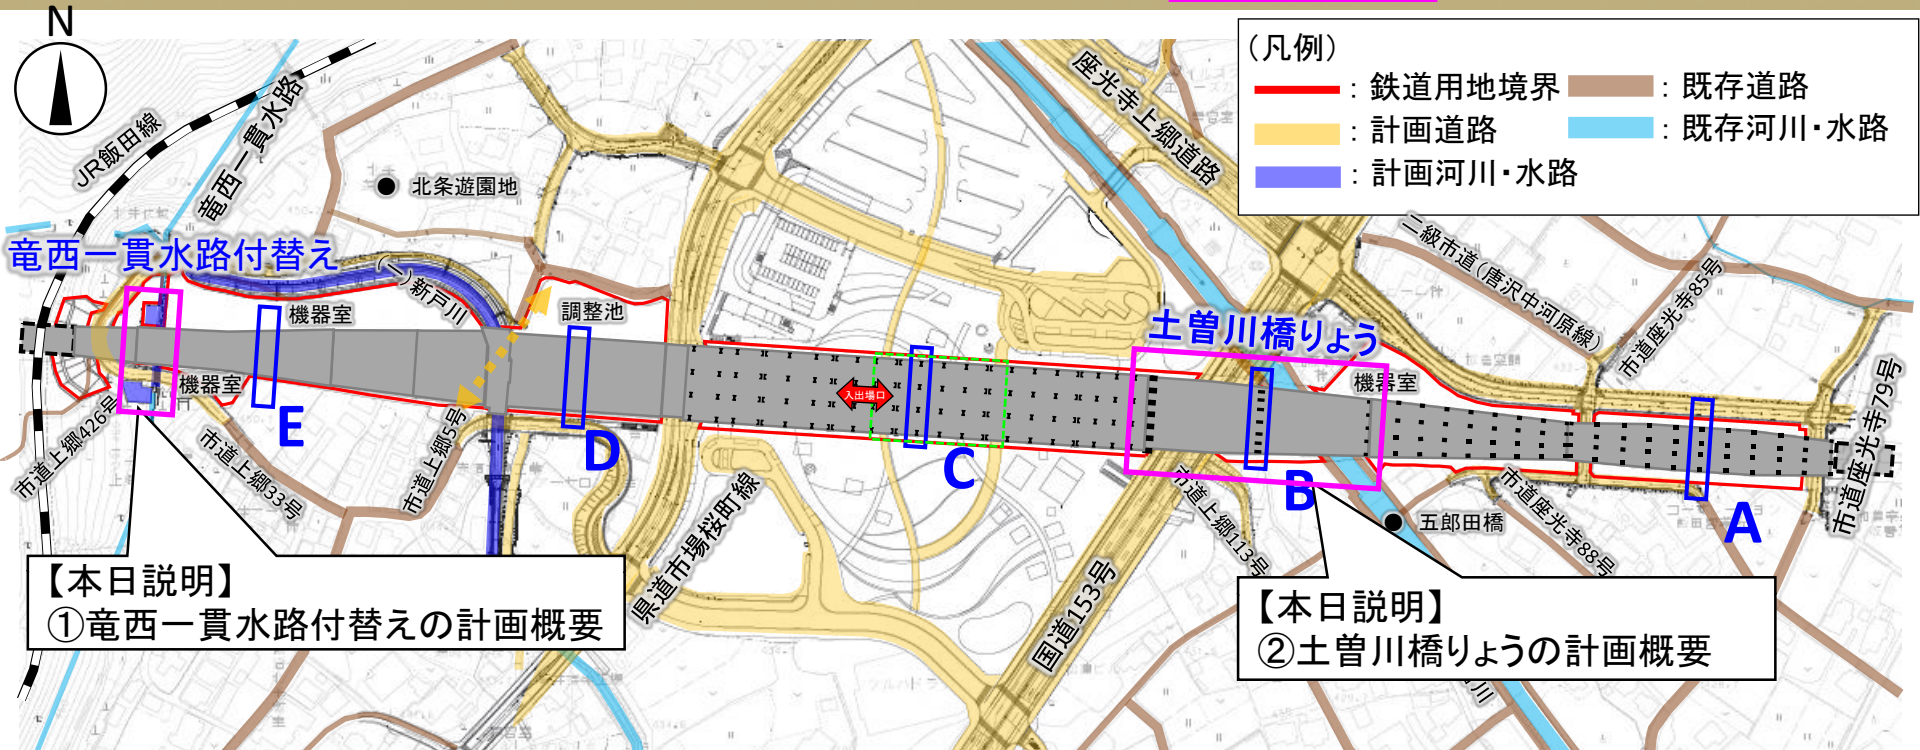 N
(凡例)
：鉄道用地境界
：既存道路
：計画道路
：既存河川・水路
：計画河川・水路
JR飯田線
竜西一貫水路
北条遊園地
座光寺上郷道路
二級市道(唐沢中河原線)
市道座光寺85号
竜西一貫水路付替え
(一)新戸川
機器室
調整池
土曽川橋りょう
機器室
機器室
入出場口
市道座光寺79号
市道上郷426号
市道上郷33号
市道上郷5号
E
D
C
B
A
県道市場桜町線
国道153号
市道上郷113号
五郎田橋
市道座光寺88号
【本日説明】
①竜西一貫水路付替えの計画概要
【本日説明】
②土曽川橋りょうの計画概要
川